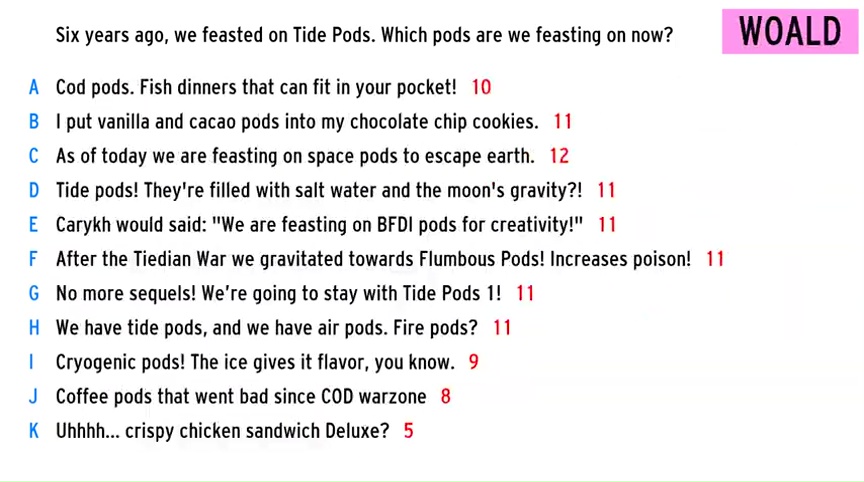 Six years ago, we feasted on Tide Pods. Which pods are we feasting on now?
WOALD
A Cod pods. Fish dinners that can fit in your pocket! 10
B I put vanilla and cacao pods into my chocolate chip cookies. 11
C As of today we are feasting on space pods to escape earth. 12
D Tide pods! They're filled with salt water and the moon's gravity?! 11
E Carykh would said: "We are feasting on BFDI pods for creativity!" 11
F After the Tiedian War we gravitated towards Flumbous Pods! Increases poison! 11
G No more sequels! We’re going to stay with Tide Pods 1! 11
H We have tide pods, and we have air pods. Fire pods? 11
I Cryogenic pods! The ice gives it flavor, you know. 9
J Coffee pods that went bad since COD warzone 8
K Uhhhh... crispy chicken sandwich Deluxe? 5